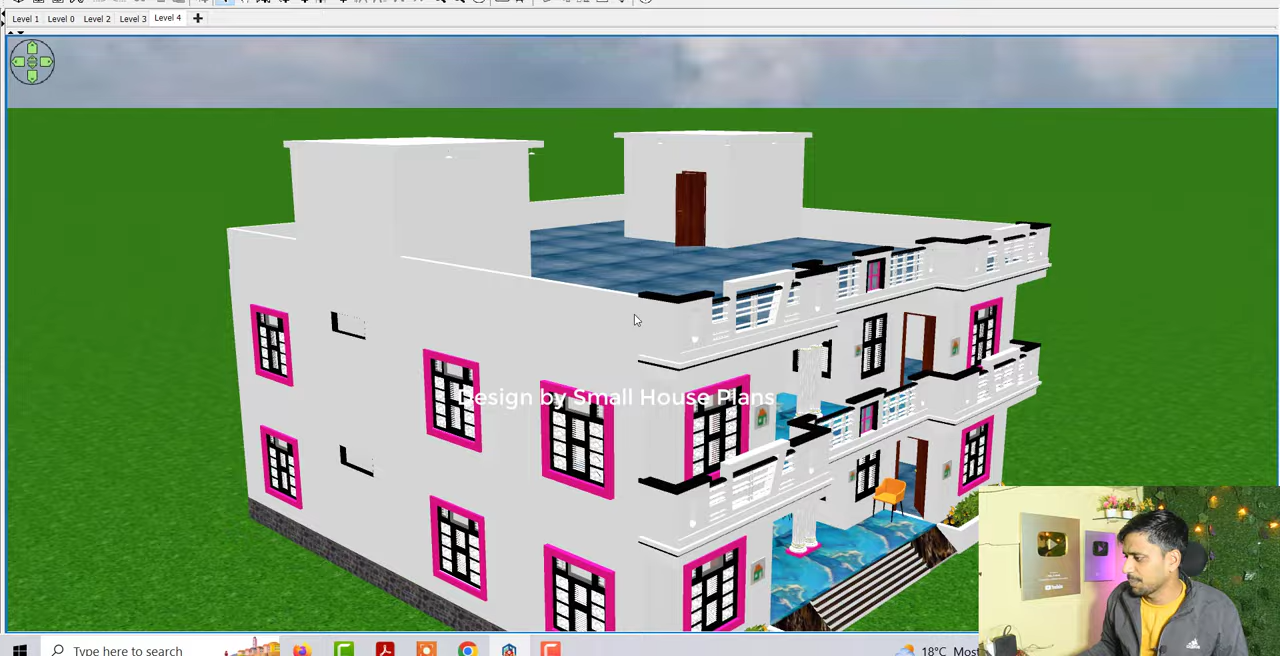 Level 1 Level 0 Level 2 Level 3 Level 4
Design by Small House Plans
Type here to search
18°C Most